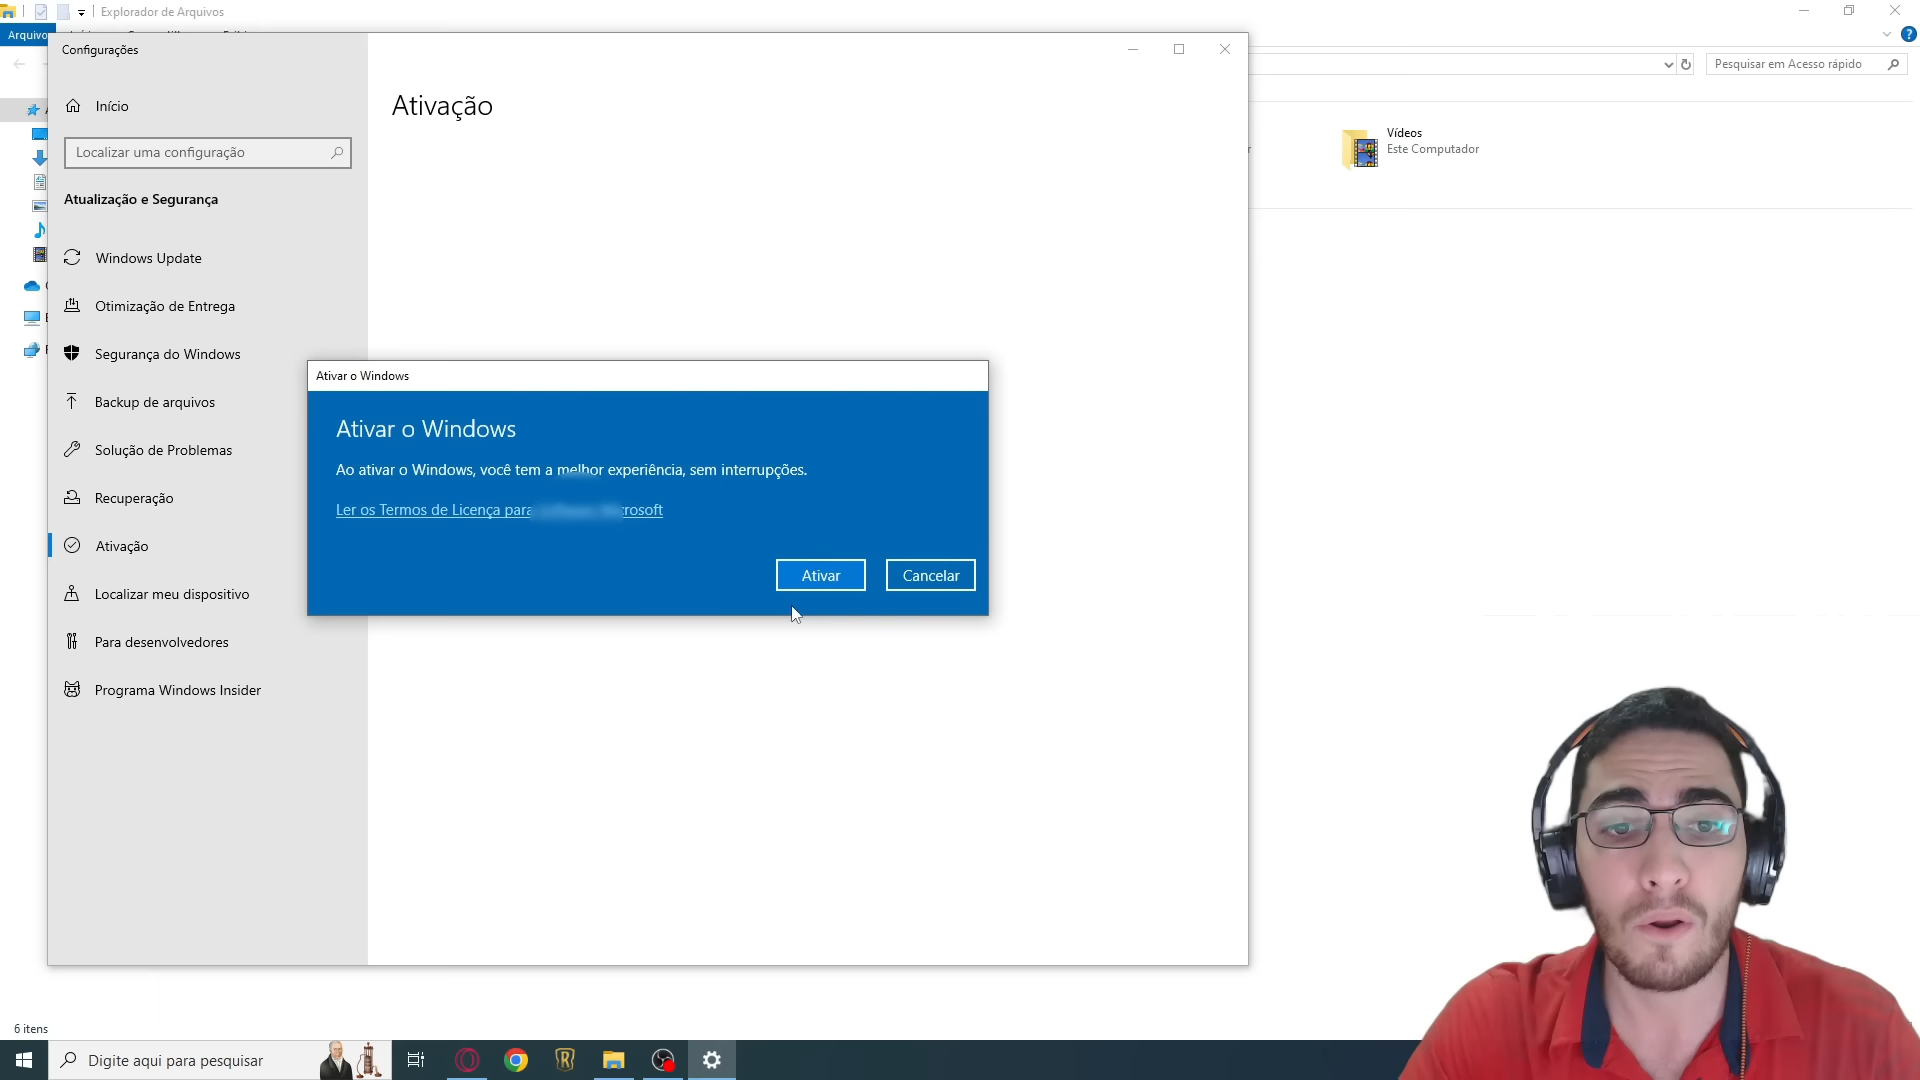 Explorador de Arquivos
Arquivo
Pesquisar em Acesso rápido
Configurações
Início
Localizar uma configuração
Atualização e Segurança
Windows Update
Otimização de Entrega
Segurança do Windows
Backup de arquivos
Solução de Problemas
Recuperação
Ativação
Localizar meu dispositivo
Para desenvolvedores
Programa Windows Insider
Ativação
Vídeos
Este Computador
Ativar o Windows
Ativar o Windows
Ao ativar o Windows, você tem a melhor experiência, sem interrupções.
Ler os Termos de Licença para
Ativar
Cancelar
6 itens
Digite aqui para pesquisar